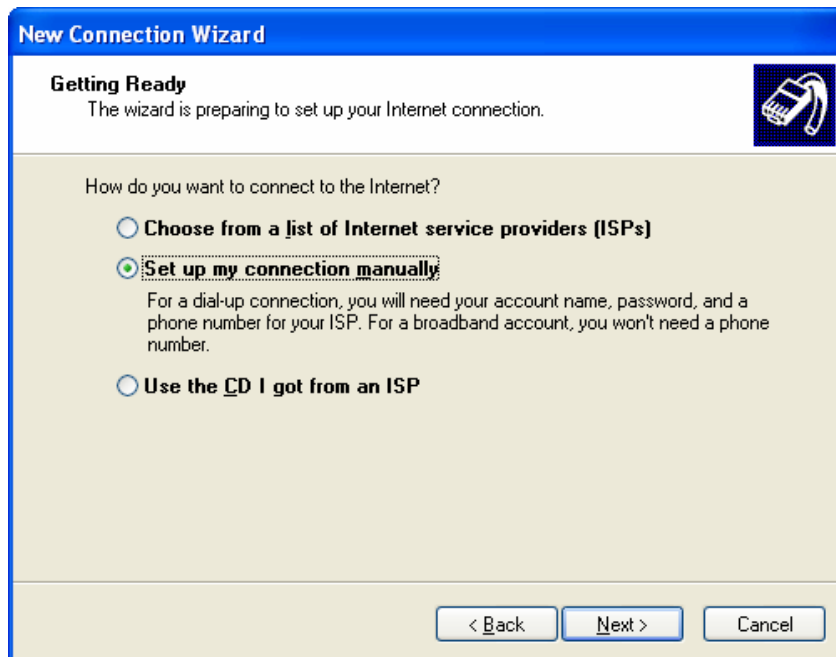 New Connection Wizard
Getting Ready
The wizard is preparing to set up your Internet connection.
How do you want to connect to the Internet?
Choose from a list of Internet service providers (ISPs)
Set up my connection manually
For a dial-up connection, you will need your account name, password, and a
phone number for your ISP. For a broadband account, you won't need a phone
number.
Use the CD I got from an ISP
< Back Next > Cancel